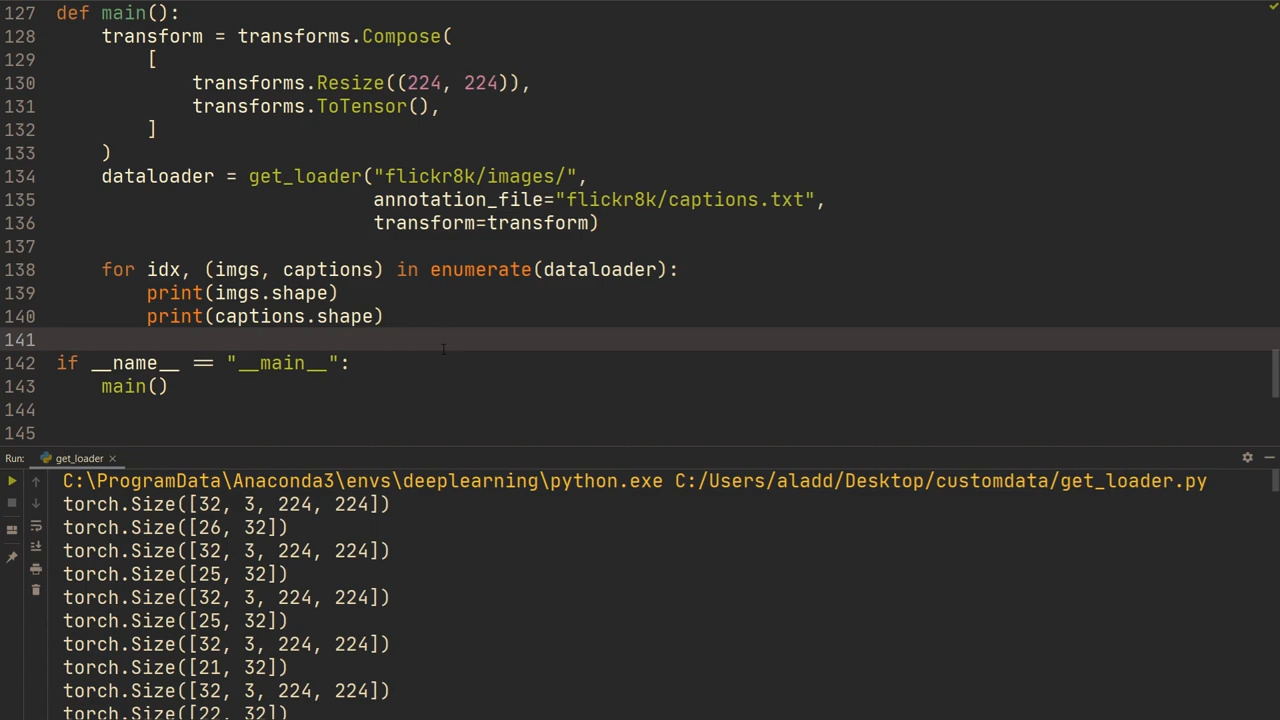 127 def main():
128     transform = transforms.Compose(
129         [
130             transforms.Resize((224, 224)),
131             transforms.ToTensor(),
132         ]
133     )
134     dataloader = get_loader("flickr8k/images/",
135                             annotation_file="flickr8k/captions.txt",
136                             transform=transform)
137
138     for idx, (imgs, captions) in enumerate(dataloader):
139         print(imgs.shape)
140         print(captions.shape)
141
142 if __name__ == "__main__":
143     main()
144
145
Run: get_loader
C:\ProgramData\Anaconda3\envs\deeplearning\python.exe C:/Users/aladd/Desktop/customdata/get_loader.py
torch.Size([32, 3, 224, 224])
torch.Size([26, 32])
torch.Size([32, 3, 224, 224])
torch.Size([25, 32])
torch.Size([32, 3, 224, 224])
torch.Size([25, 32])
torch.Size([32, 3, 224, 224])
torch.Size([21, 32])
torch.Size([32, 3, 224, 224])
torch.Size([22, 32])